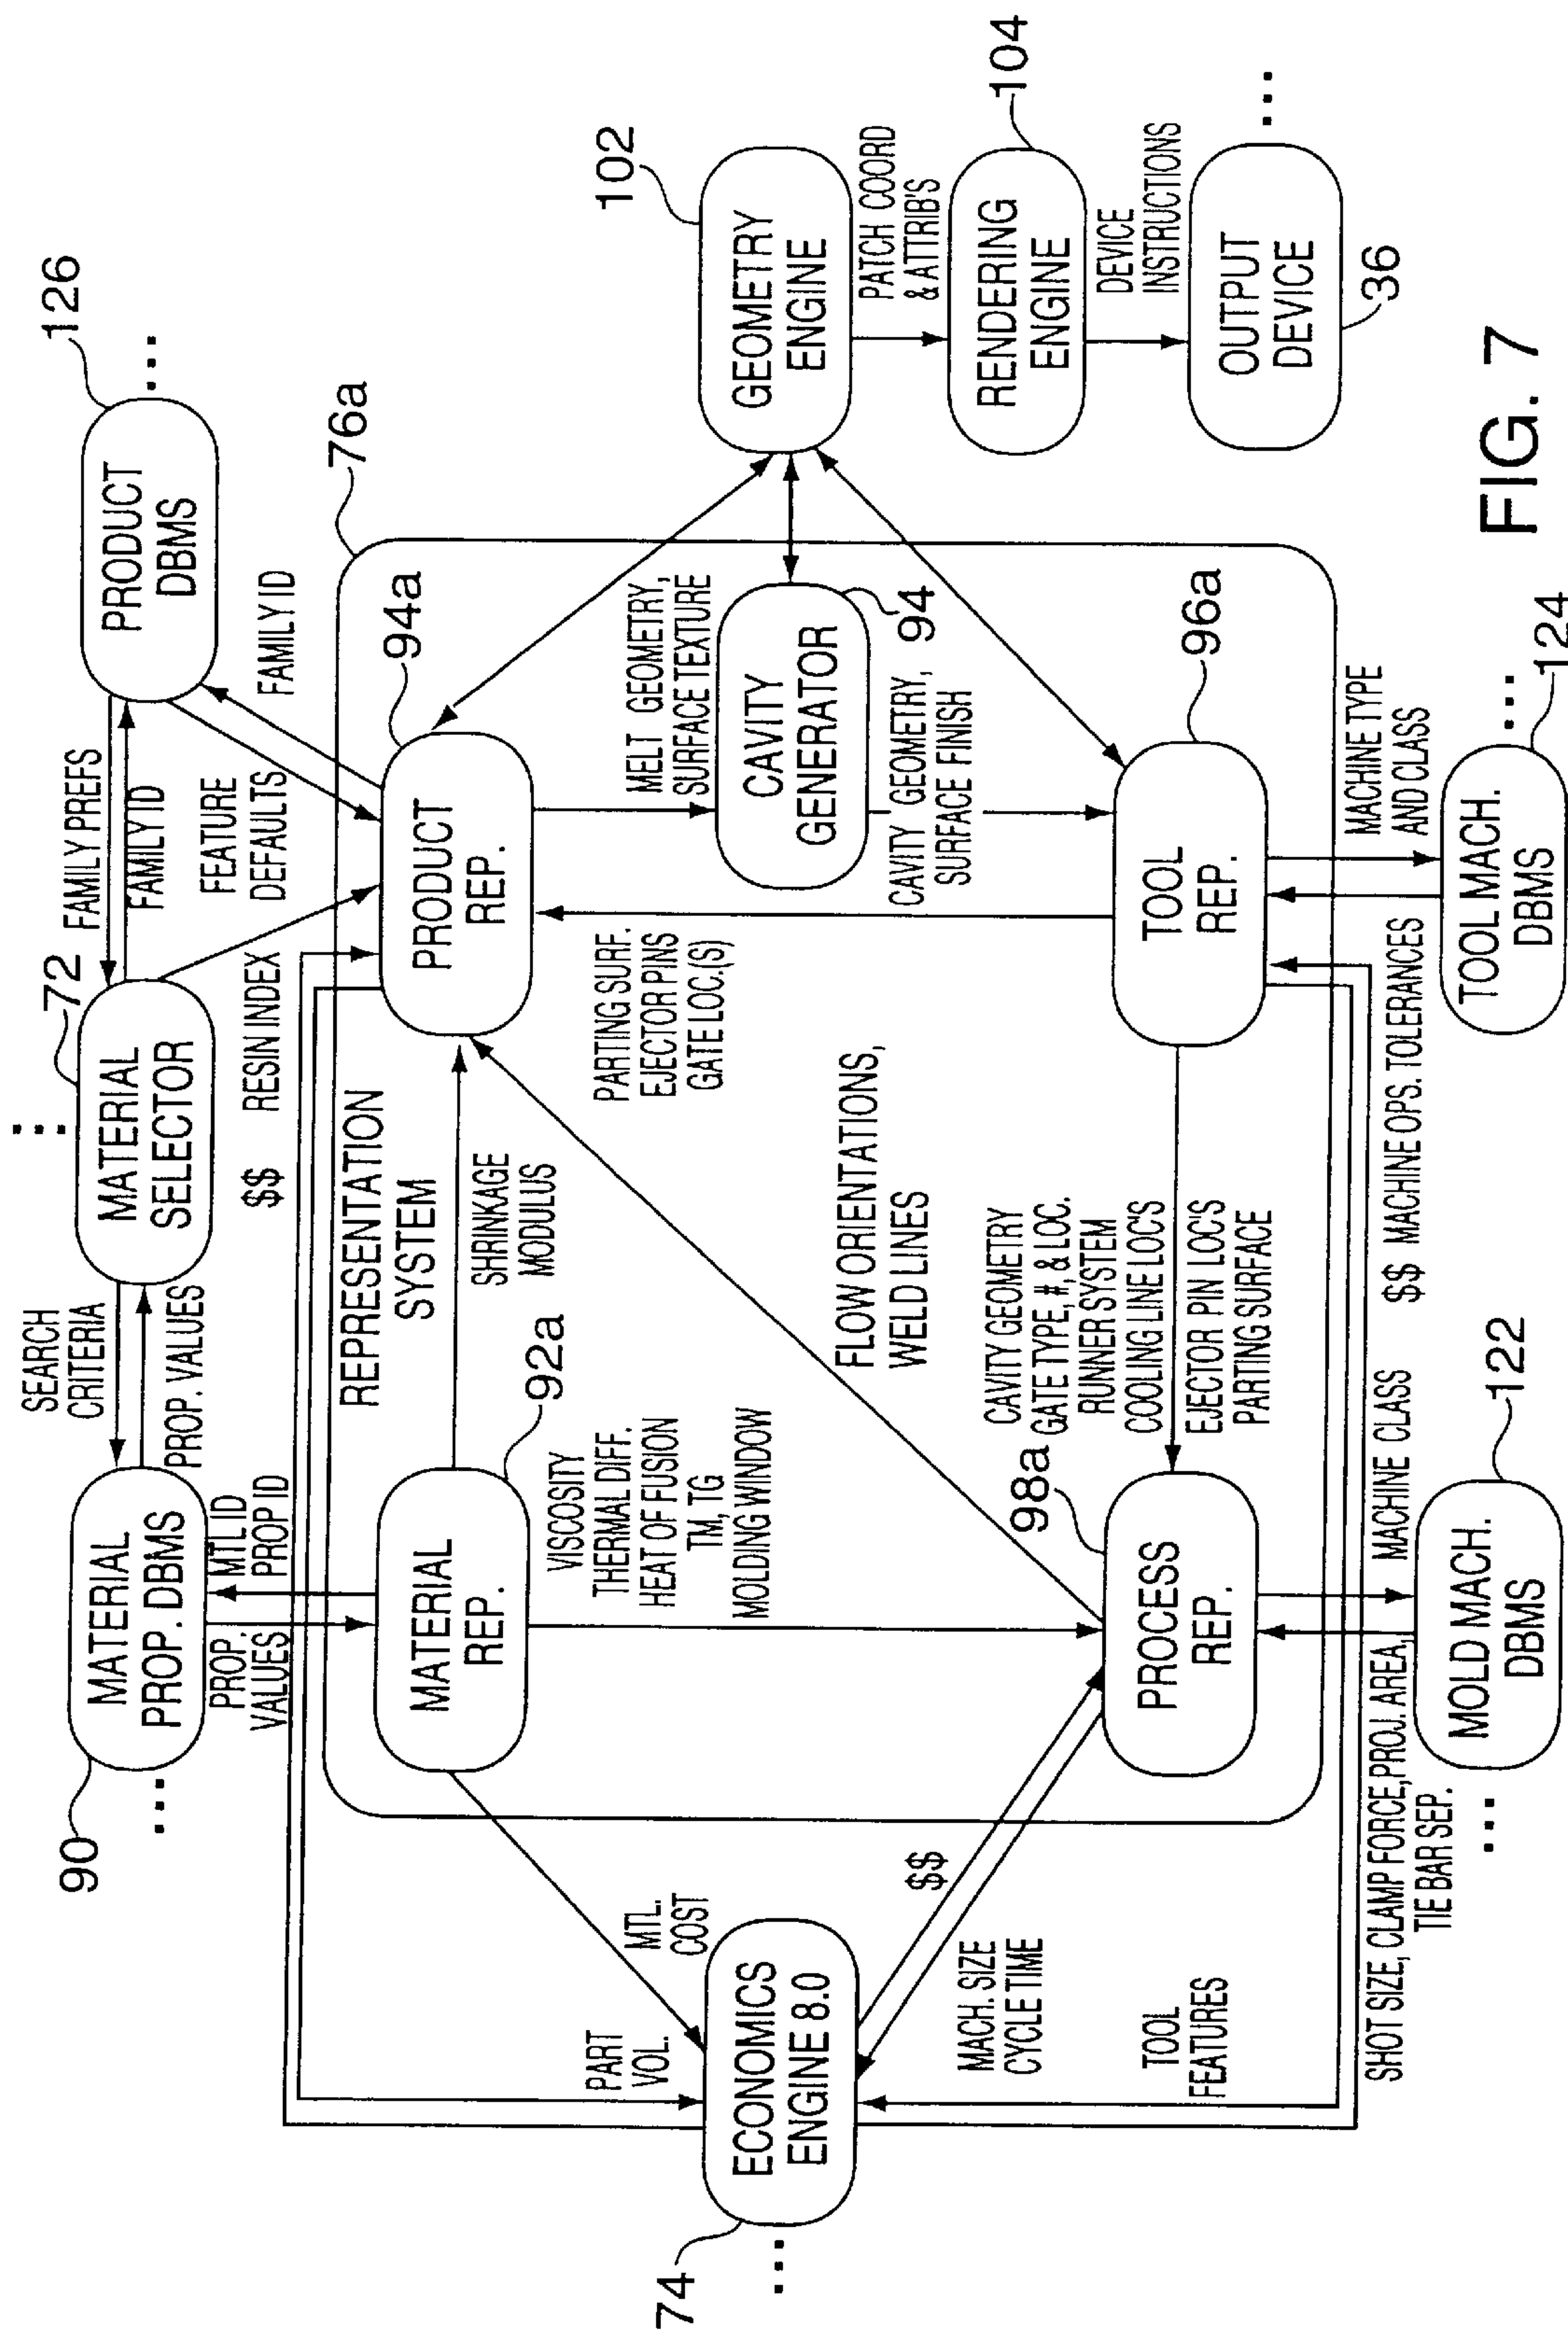 90
MATERIAL
PROP. DBMS
SEARCH
CRITERIA
PROP. VALUES
72
MATERIAL
SELECTOR
FAMILY PREFS
FAMILY ID
126
PRODUCT
DBMS
PROP.
VALUES
MTL ID
PROP ID
$$
RESIN INDEX
FEATURE
DEFAULTS
FAMILY ID
76a
REPRESENTATION
SYSTEM
MATERIAL
REP.
92a
SHRINKAGE
MODULUS
PRODUCT
REP.
94a
VISCOSITY
THERMAL DIFF.
HEAT OF FUSION
TM, TG
MOLDING WINDOW
PARTING SURF.
EJECTOR PINS
GATE LOC.(S)
MELT GEOMETRY,
SURFACE TEXTURE
102
GEOMETRY
ENGINE
PART
VOL.
MTL.
COST
74
ECONOMICS
ENGINE 8.0
CAVITY
GENERATOR
94
PATCH COORD
& ATTRIB'S
FLOW ORIENTATIONS,
WELD LINES
CAVITY GEOMETRY,
SURFACE FINISH
RENDERING
ENGINE
104
$$
MACH. SIZE
CYCLE TIME
CAVITY GEOMETRY
GATE TYPE, #, & LOC.
RUNNER SYSTEM
COOLING LINE LOC'S
EJECTOR PIN LOC'S
PARTING SURFACE
DEVICE
INSTRUCTIONS
TOOL
FEATURES
98a
PROCESS
REP.
TOOL
REP.
96a
OUTPUT
DEVICE
36
SHOT SIZE, CLAMP FORCE, PROJ. AREA,
TIE BAR SEP.
MACHINE CLASS
$$ MACHINE OPS. TOLERANCES
MACHINE TYPE
AND CLASS
MOLD MACH.
DBMS
122
TOOL MACH.
DBMS
124
FIG. 7